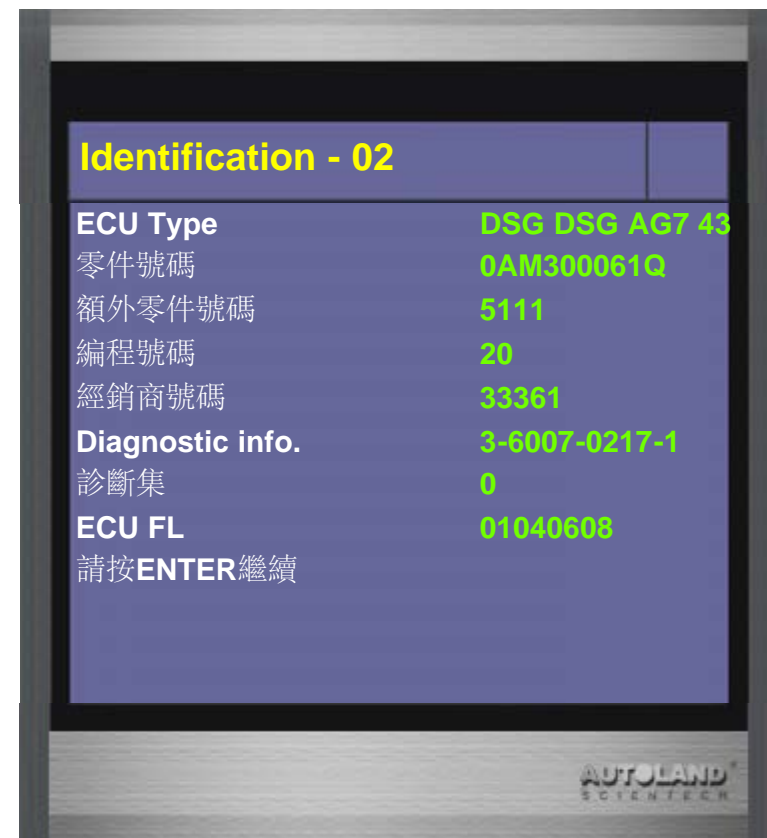 Identification - 02
ECU Type DSG DSG AG7 43
零件號碼 0AM300061Q
額外零件號碼 5111
編程號碼 20
經銷商號碼 33361
Diagnostic info. 3-6007-0217-1
診斷集 0
ECU FL 01040608
請按ENTER繼續
AUTOLAND
SCIENTECH